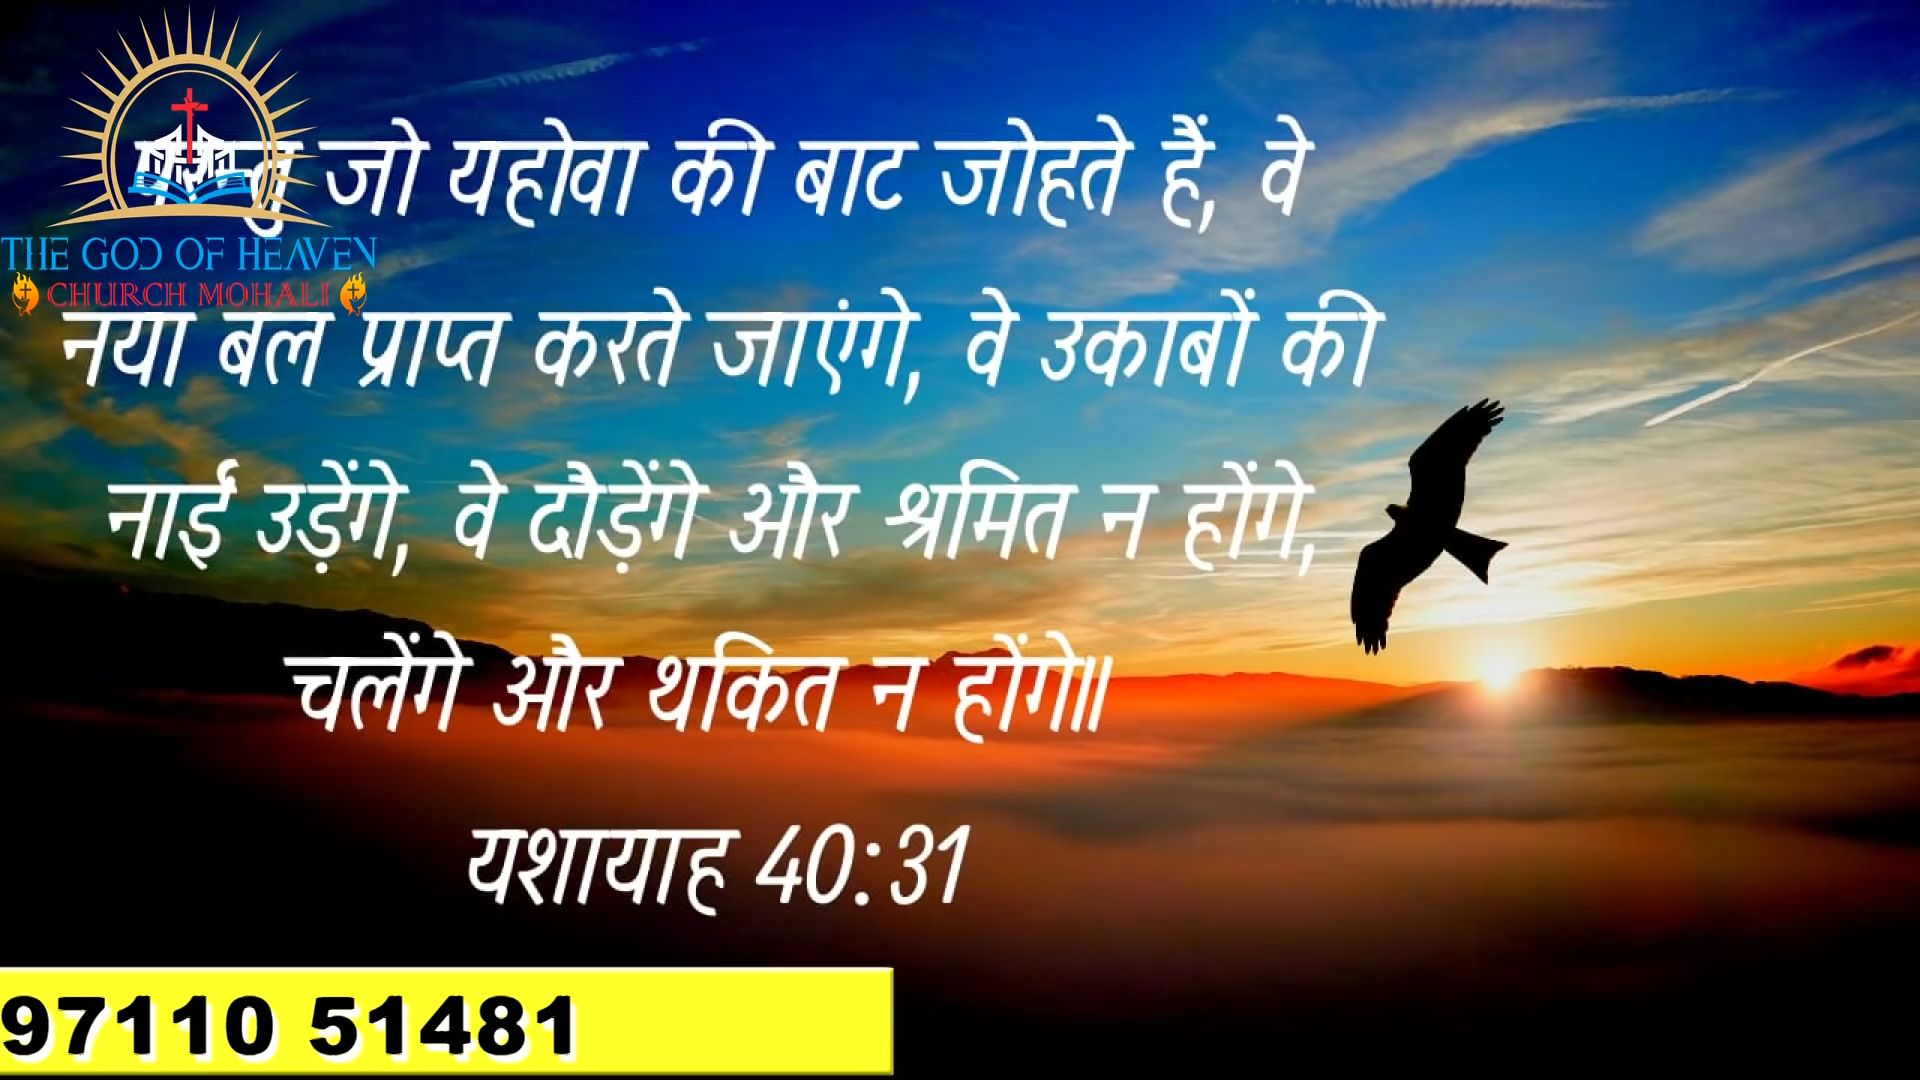 THE GOD OF HEAVEN
CHURCH MOHALI
जो यहोवा की बाट जोहते हैं, वे
नया बल प्राप्त करते जाएंगे, वे उकाबों की
नाईं उड़ेंगे, वे दौड़ेंगे और श्रमित न होंगे,
चलेंगे और थकित न होंगे॥
यशायाह 40:31
97110 51481